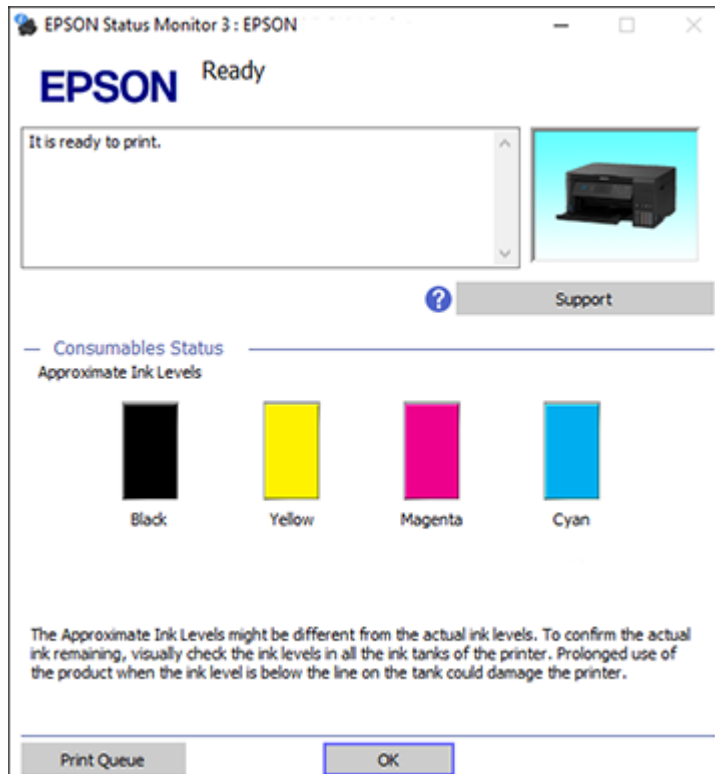 EPSON Status Monitor 3 : EPSON
EPSON
Ready
It is ready to print.
?
Support
Consumables Status
Approximate Ink Levels
Black Yellow Magenta Cyan
The Approximate Ink Levels might be different from the actual ink levels. To confirm the actual
ink remaining, visually check the ink levels in all the ink tanks of the printer. Prolonged use of
the product when the ink level is below the line on the tank could damage the printer.
Print Queue OK